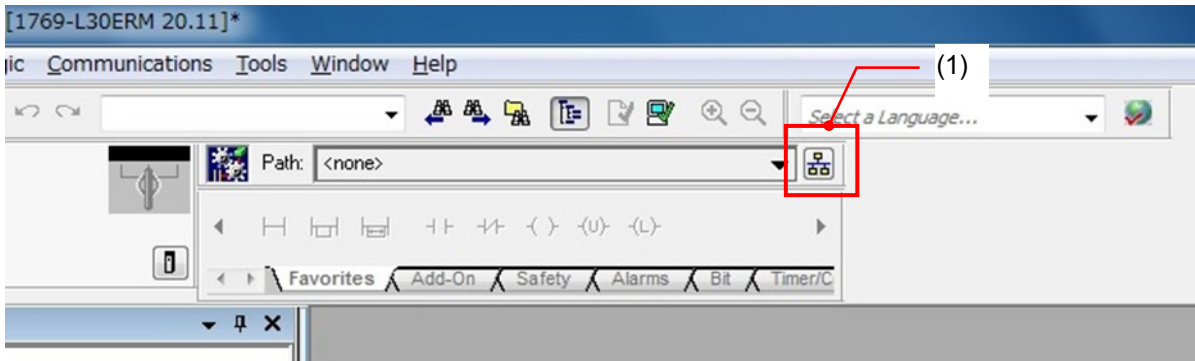 [1769-L30ERM 20.11]*
gic Communications Tools Window Help
(1)
Select a Language...
Path: <none>
-(U)- -(L)-
Favorites Add-On Safety Alarms Bit Timer/C